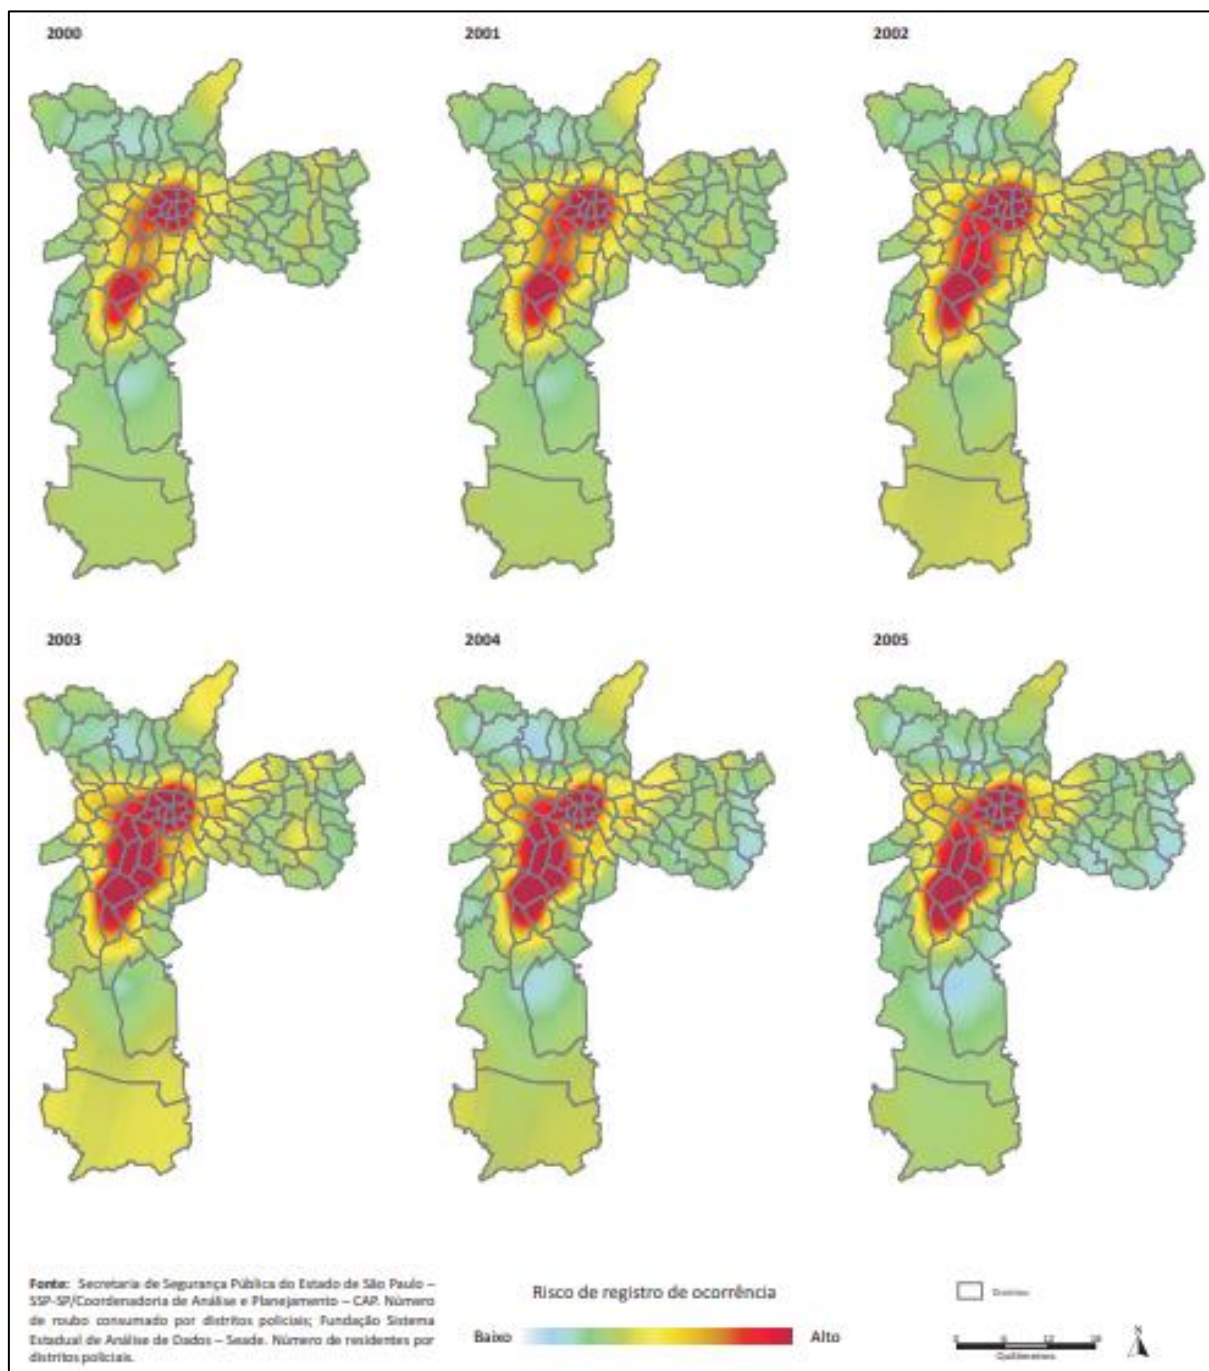 2000
2001
2002
2003
2004
2005
Fonte: Secretaria de Segurança Pública do Estado de São Paulo –
SSP-SP/Coordenadoria de Análise e Planejamento – CAP. Número
de roubo consumado por distritos policiais; Fundação Sistema
Estadual de Análise de Dados – Seade. Número de residentes por
distritos policiais.
Risco de registro de ocorrência
Baixo
Alto
Distritos
N
Quilômetros